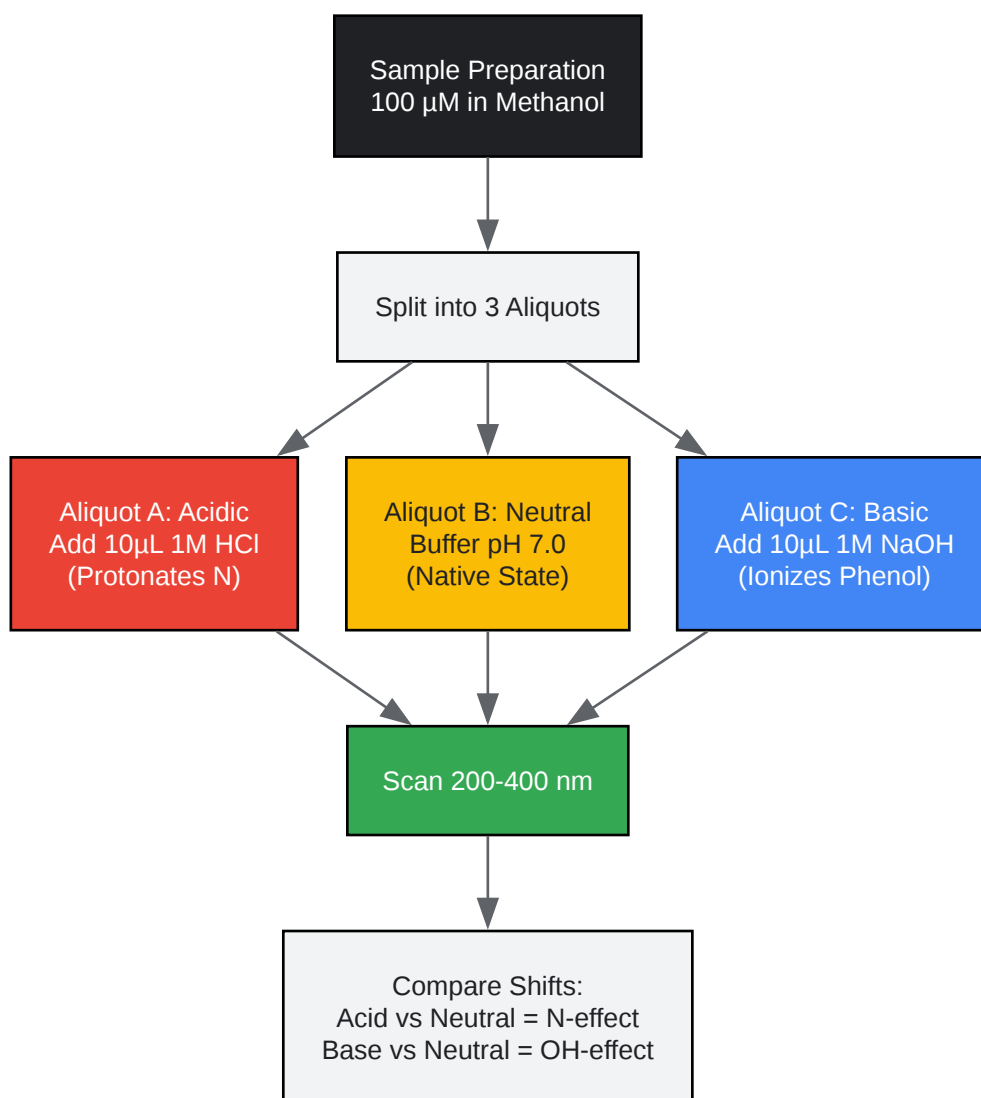 Sample Preparation
100 µM in Methanol
Split into 3 Aliquots
Aliquot A: Acidic
Add 10µL 1M HCl
(Protonates N)
Aliquot B: Neutral
Buffer pH 7.0
(Native State)
Aliquot C: Basic
Add 10µL 1M NaOH
(Ionizes Phenol)
Scan 200-400 nm
Compare Shifts:
Acid vs Neutral = N-effect
Base vs Neutral = OH-effect